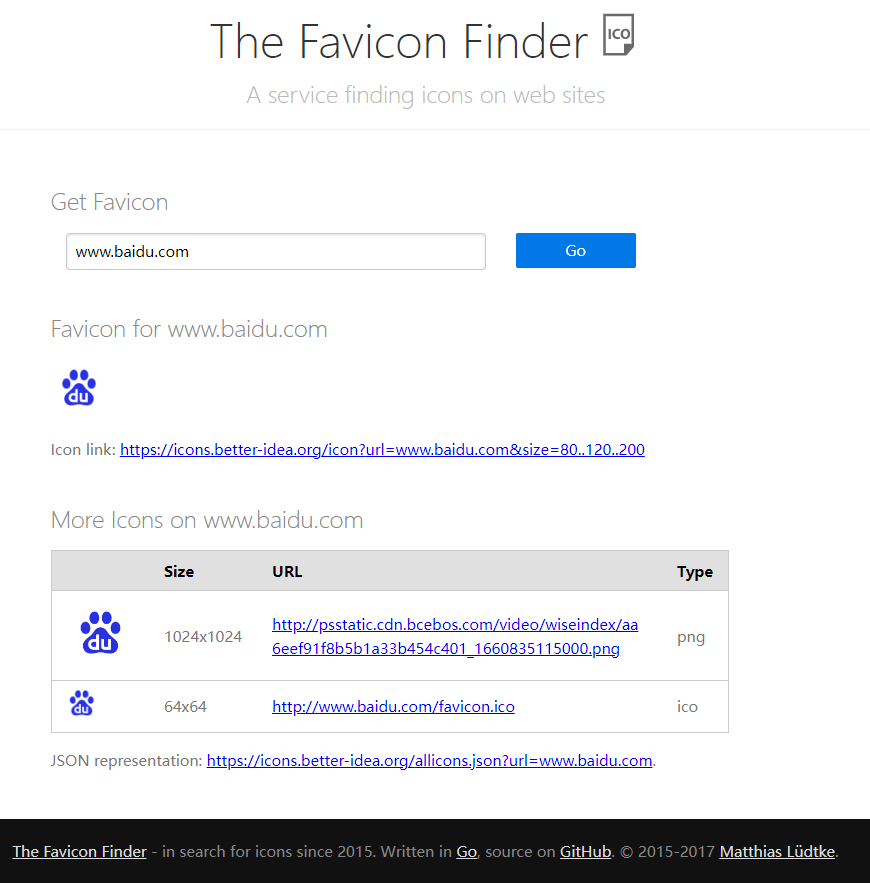 The Favicon Finder ICO
A service finding icons on web sites
Get Favicon
www.baidu.com Go
Favicon for www.baidu.com
du
Icon link: https://icons.better-idea.org/icon?url=www.baidu.com&size=80..120..200
More Icons on www.baidu.com
Size URL Type
du 1024x1024 http://psstatic.cdn.bcebos.com/video/wiseindex/aa
6eef91f8b5b1a33b454c401_1660835115000.png png
du 64x64 http://www.baidu.com/favicon.ico ico
JSON representation: https://icons.better-idea.org/allicons.json?url=www.baidu.com.
The Favicon Finder - in search for icons since 2015. Written in Go, source on GitHub. © 2015-2017 Matthias Lüdtke.